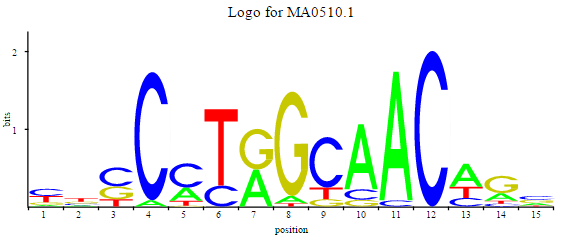 Logo for MA0510.1
2
bits
1
C C C C C T G G C A A C A G
G A C A T C
T T A A T C T
1 2 3 4 5 6 7 8 9 10 11 12 13 14 15
position